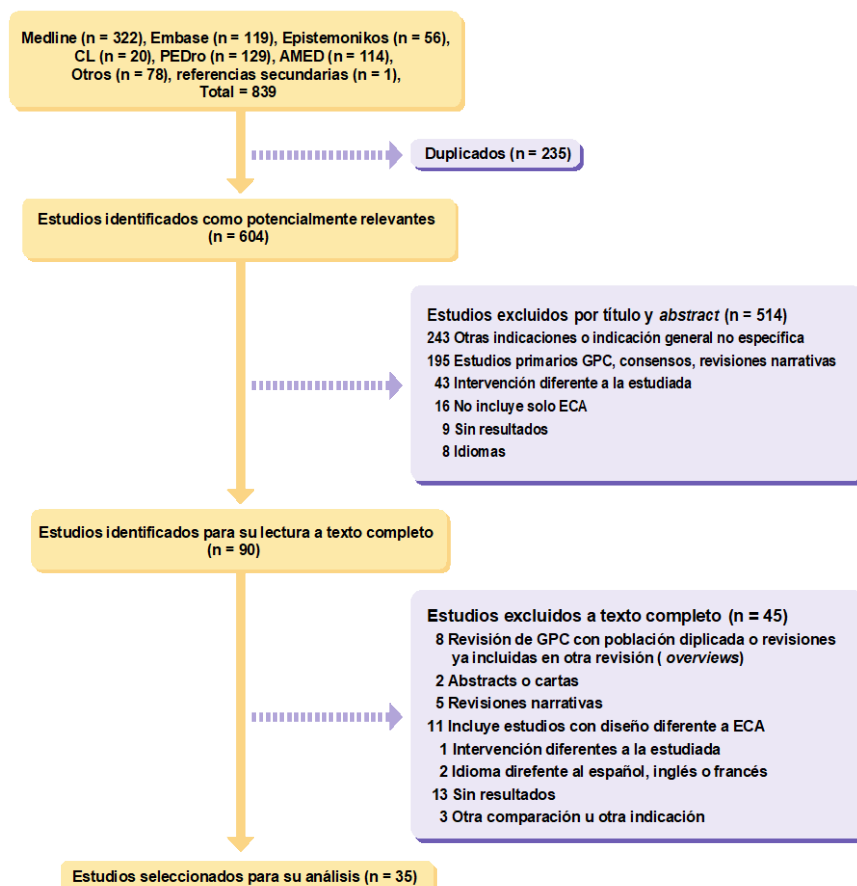 Medline (n = 322), Embase (n = 119), Epistemonikos (n = 56),
CL (n = 20), PEDro (n = 129), AMED (n = 114),
Otros (n = 78), referencias secundarias (n = 1),
Total = 839
Duplicados (n = 235)
Estudios identificados como potencialmente relevantes
(n = 604)
Estudios excluidos por título y abstract (n = 514)
243 Otras indicaciones o indicación general no específica
195 Estudios primarios GPC, consensos, revisiones narrativas
43 Intervención diferente a la estudiada
16 No incluye solo ECA
9 Sin resultados
8 Idiomas
Estudios identificados para su lectura a texto completo
(n = 90)
Estudios excluidos a texto completo (n = 45)
8 Revisión de GPC con población diplicada o revisiones
ya incluidas en otra revisión ( overviews)
2 Abstracts o cartas
5 Revisiones narrativas
11 Incluye estudios con diseño diferente a ECA
1 Intervención diferentes a la estudiada
2 Idioma direfente al español, inglés o francés
13 Sin resultados
3 Otra comparación u otra indicación
Estudios seleccionados para su análisis (n = 35)